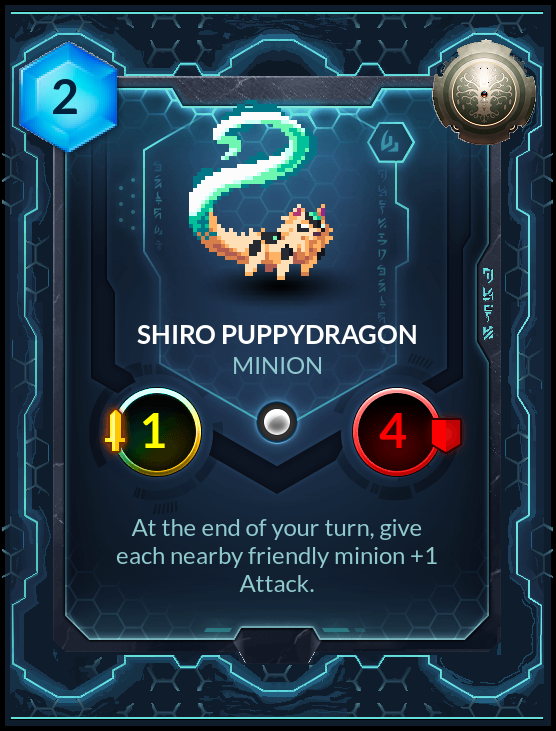 2
SHIRO PUPPYDRAGON
MINION
1
4
At the end of your turn, give
each nearby friendly minion +1
Attack.